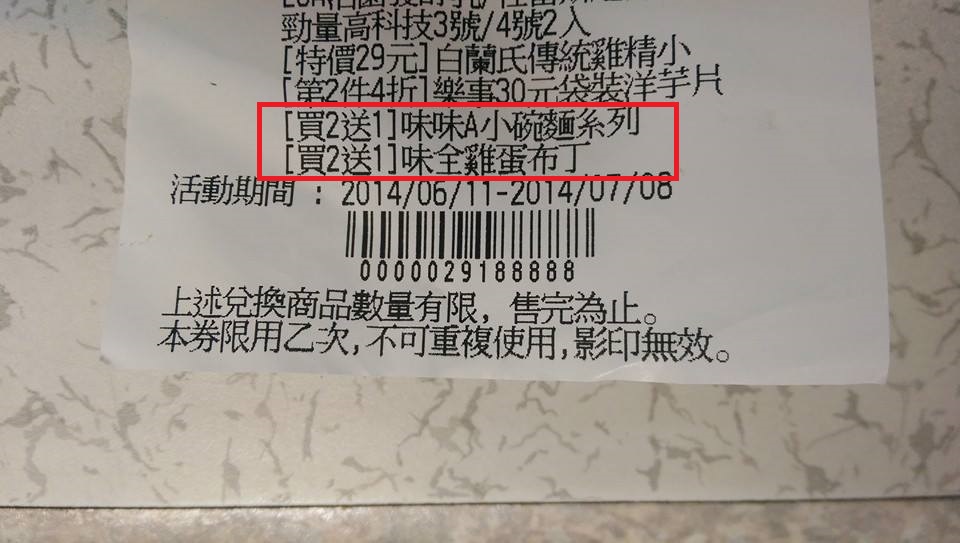 勁量高科技3號/4號2入
[特價29元]白蘭氏傳統雞精小
[第2件4折]樂事30元袋裝洋芋片
[買2送1]味味A小碗麵系列
[買2送1]味全雞蛋布丁
活動期間 : 2014/06/11-2014/07/08
0000029188888
上述兌換商品數量有限, 售完為止。
本券限用乙次,不可重複使用,影印無效。